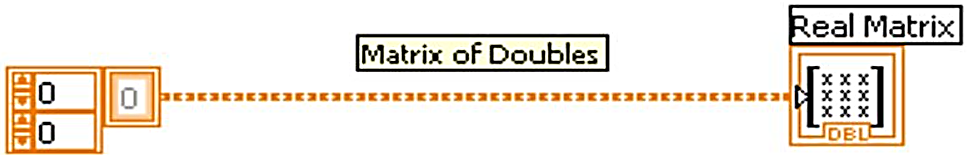 Real Matrix
Matrix of Doubles
0
0
0
x x x
x x x
x x x
DBL